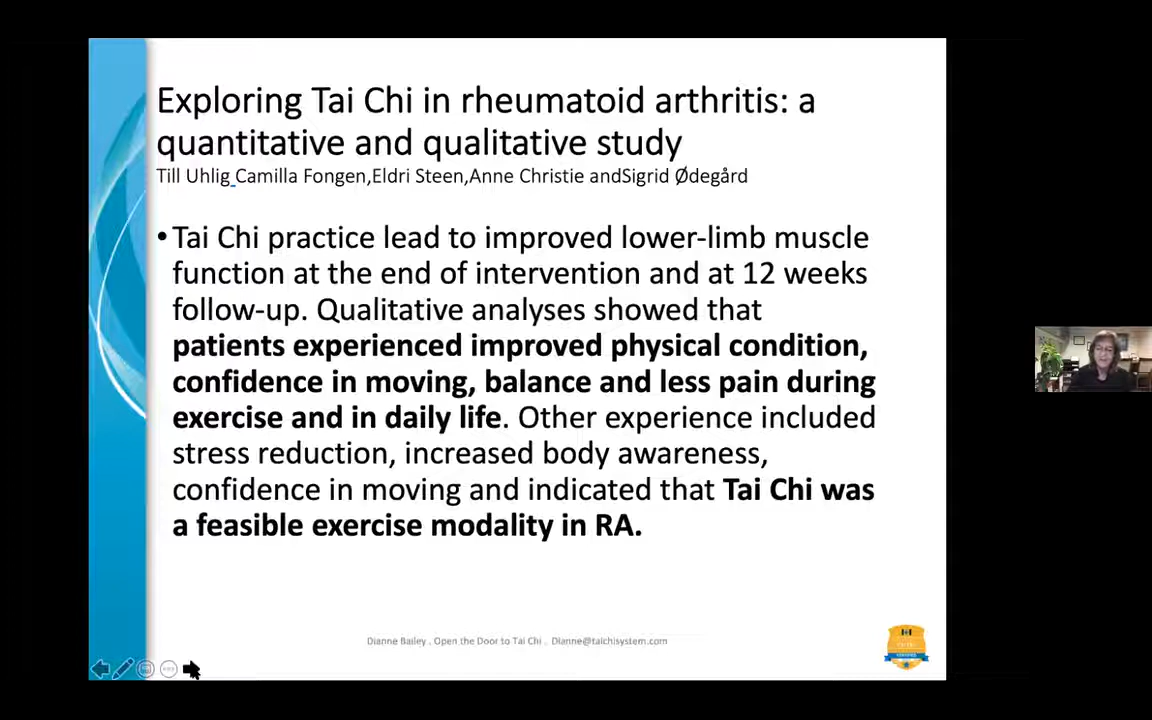 Exploring Tai Chi in rheumatoid arthritis: a
quantitative and qualitative study
Till Uhlig Camilla Fongen,Eldri Steen,Anne Christie andSigrid Ødegård
• Tai Chi practice lead to improved lower-limb muscle
function at the end of intervention and at 12 weeks
follow-up. Qualitative analyses showed that
patients experienced improved physical condition,
confidence in moving, balance and less pain during
exercise and in daily life. Other experience included
stress reduction, increased body awareness,
confidence in moving and indicated that Tai Chi was
a feasible exercise modality in RA.
Dianne Bailey . Open the Door to Tai Chi . Dianne@taichisystem.com